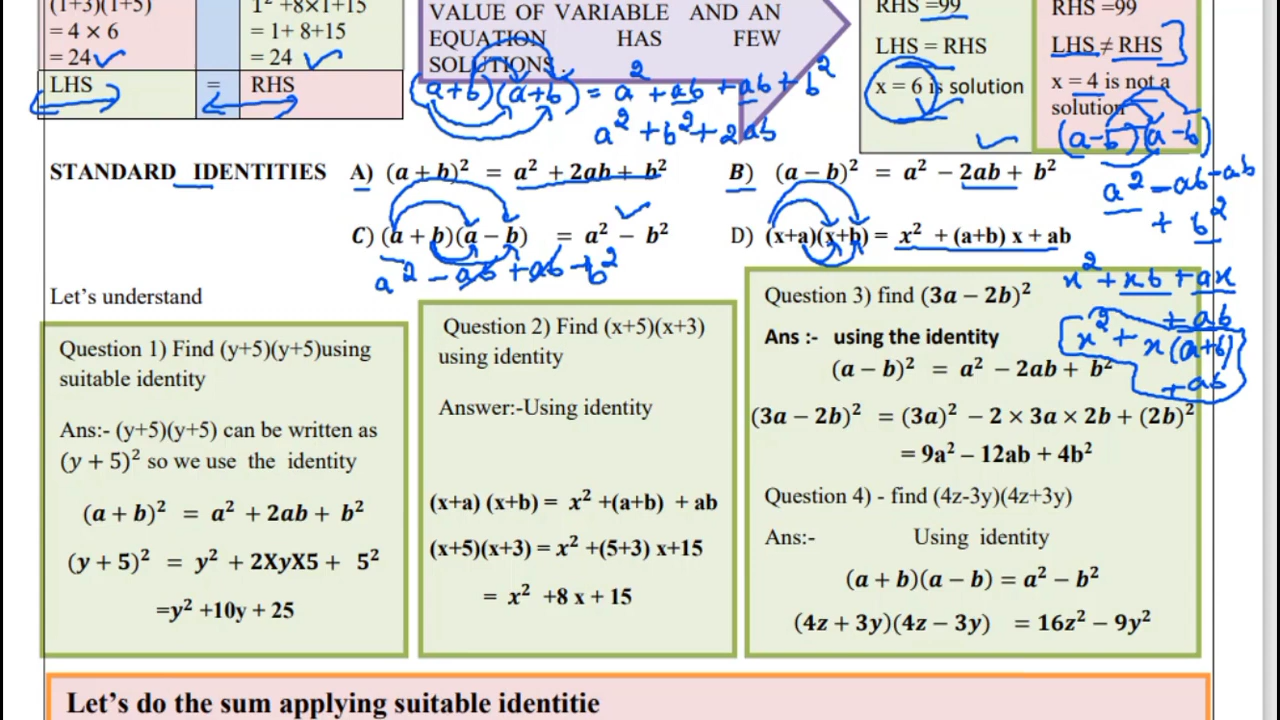 (1+3)(1+5)
= 4 × 6
= 24
LHS
=
1² +8×1+15
= 1+ 8+15
= 24
RHS
VALUE OF VARIABLE AND AN
EQUATION HAS FEW
SOLUTIONS .
(a+b)(a+b) = a² + ab + ab + b²
a² + b² + 2ab
RHS =99
LHS = RHS
x = 6 is solution
RHS =99
LHS ≠ RHS
x = 4 is not a
solution
(a-b)(a-b)
a² - ab - ab
+ b²
STANDARD IDENTITIES A) (a + b)² = a² + 2ab + b² B) (a − b)² = a² − 2ab + b²
C) (a + b)(a − b) = a² − b² D) (x+a)(x+b) = x² + (a+b) x + ab
a² - ab + ab - b²
x² + xb + ax
+ ab
x² + x(a+b)
+ ab
Let's understand
Question 1) Find (y+5)(y+5)using
suitable identity
Ans:- (y+5)(y+5) can be written as
(y + 5)² so we use the identity
(a + b)² = a² + 2ab + b²
(y + 5)² = y² + 2XyX5 + 5²
=y² +10y + 25
Question 2) Find (x+5)(x+3)
using identity
Answer:-Using identity
(x+a) (x+b) = x² +(a+b) + ab
(x+5)(x+3) = x² +(5+3) x+15
= x² +8 x + 15
Question 3) find (3a − 2b)²
Ans :- using the identity
(a − b)² = a² − 2ab + b²
(3a − 2b)² = (3a)² − 2 × 3a × 2b + (2b)²
= 9a² – 12ab + 4b²
Question 4) - find (4z-3y)(4z+3y)
Ans:- Using identity
(a + b)(a − b) = a² − b²
(4z + 3y)(4z − 3y) = 16z² − 9y²
Let's do the sum applying suitable identitie